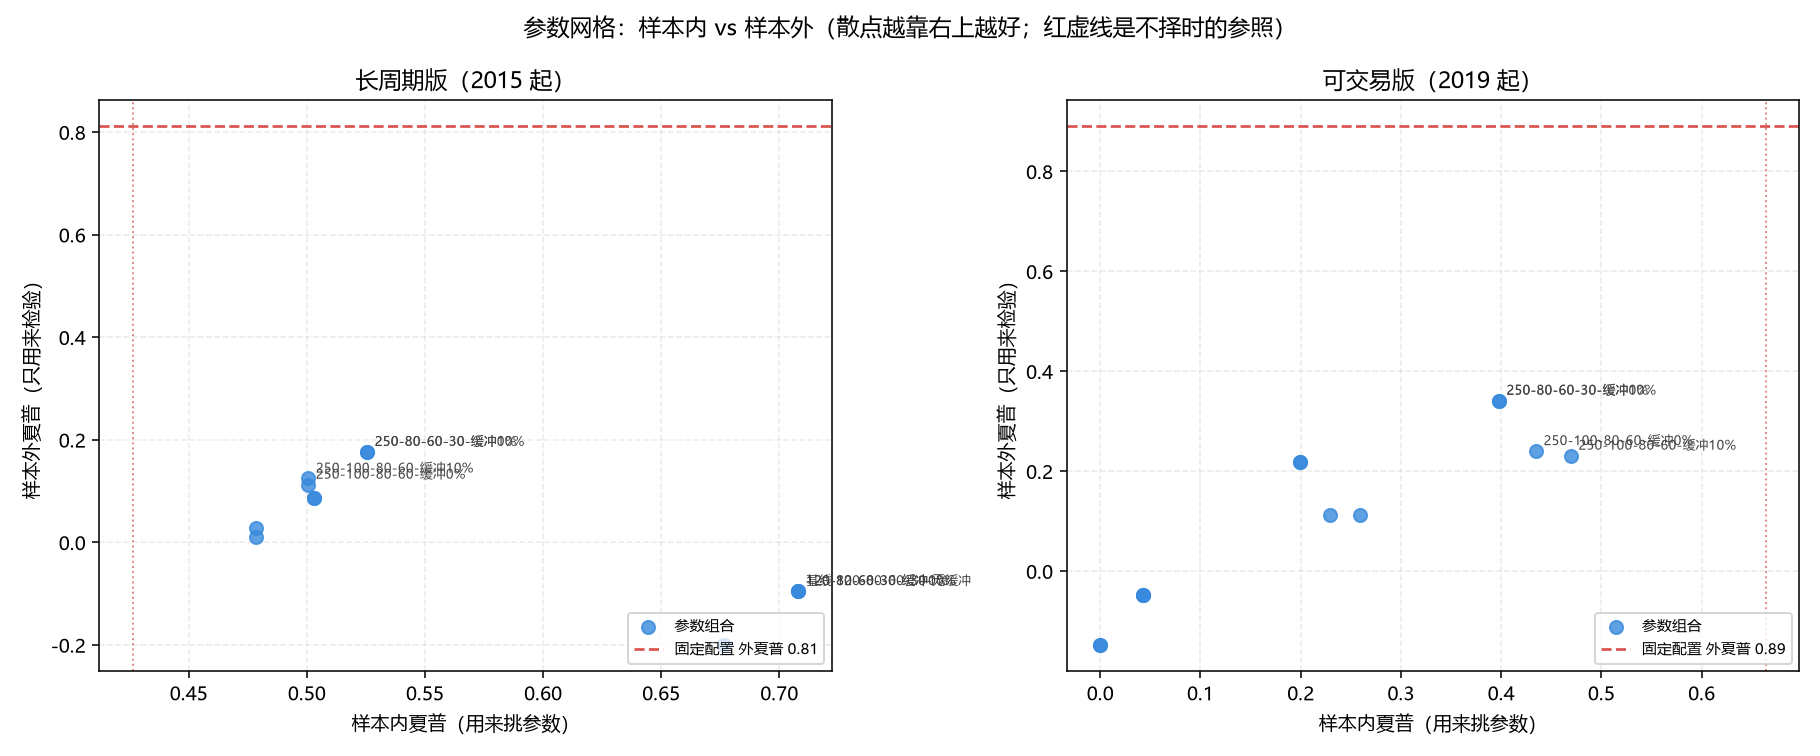 参数网格：样本内 vs 样本外（散点越靠右上越好；红虚线是不择时的参照）
长周期版（2015 起）
样本外夏普（只用来检验）
0.8
0.6
0.4
0.2
0.0
-0.2
250-80-60-30-缓冲10%
250-100-80-60-缓冲10%
250-100-80-60-缓冲0%
参数组合
固定配置 外夏普 0.81
0.45 0.50 0.55 0.60 0.65 0.70
样本内夏普（用来挑参数）
可交易版（2019 起）
样本外夏普（只用来检验）
0.8
0.6
0.4
0.2
0.0
250-80-60-30-缓冲10%
250-100-80-60-缓冲0%
250-100-80-60-缓冲10%
参数组合
固定配置 外夏普 0.89
0.0 0.1 0.2 0.3 0.4 0.5 0.6
样本内夏普（用来挑参数）